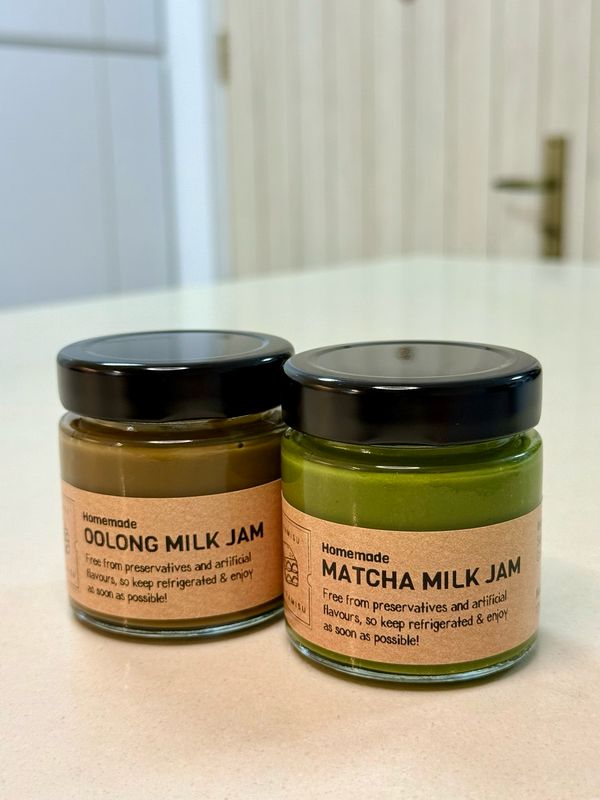 Homemade
OOLONG MILK JAM
Free from preservatives and artificial
flavours, so keep refrigerated & enjoy
as soon as possible!
Homemade
MATCHA MILK JAM
Free from preservatives and artificial
flavours, so keep refrigerated & enjoy
as soon as possible!